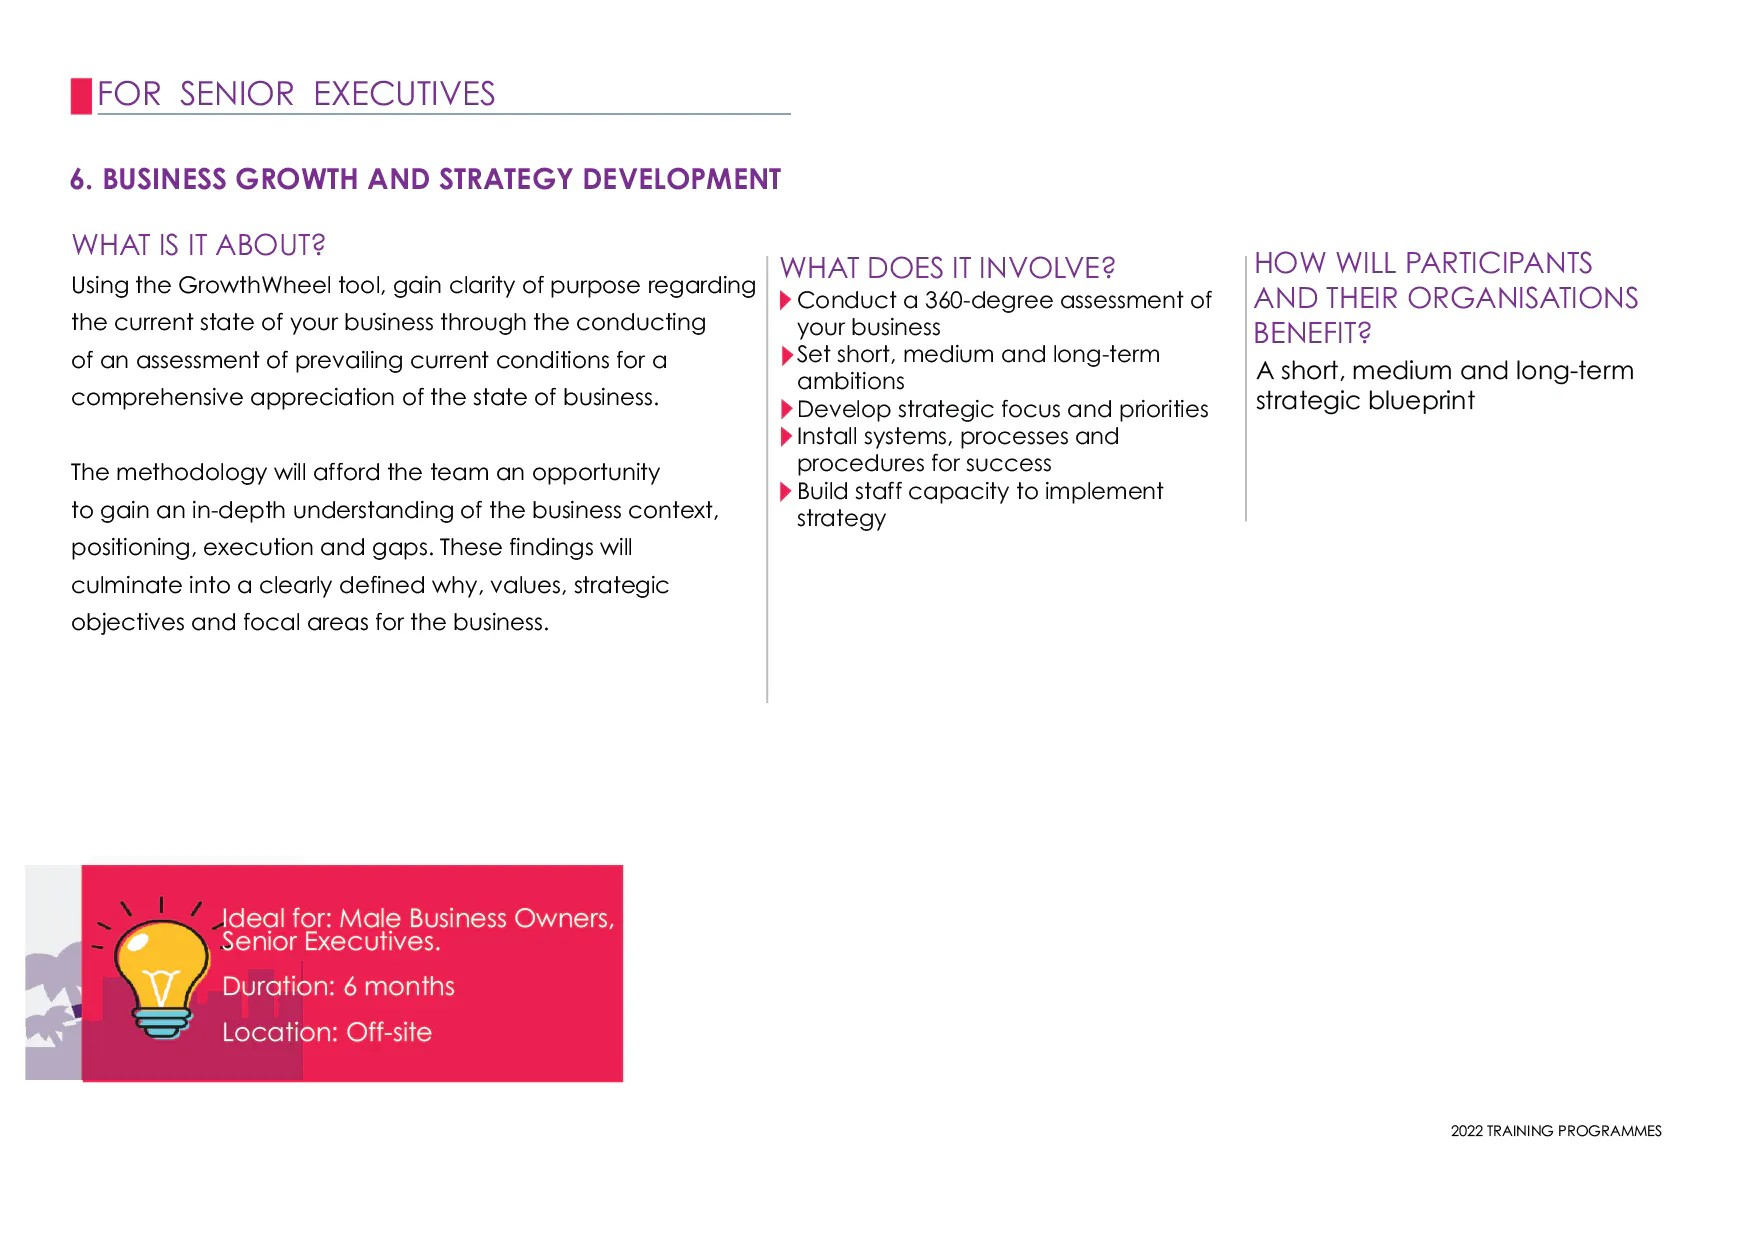 FOR SENIOR EXECUTIVES
6. BUSINESS GROWTH AND STRATEGY DEVELOPMENT
WHAT IS IT ABOUT?
Using the GrowthWheel tool, gain clarity of purpose regarding
the current state of your business through the conducting
of an assessment of prevailing current conditions for a
comprehensive appreciation of the state of business.
The methodology will afford the team an opportunity
to gain an in-depth understanding of the business context,
positioning, execution and gaps. These findings will
culminate into a clearly defined why, values, strategic
objectives and focal areas for the business.
WHAT DOES IT INVOLVE?
Conduct a 360-degree assessment of
your business
Set short, medium and long-term
ambitions
Develop strategic focus and priorities
Install systems, processes and
procedures for success
Build staff capacity to implement
strategy
HOW WILL PARTICIPANTS
AND THEIR ORGANISATIONS
BENEFIT?
A short, medium and long-term
strategic blueprint
Ideal for: Male Business Owners,
Senior Executives.
Duration: 6 months
Location: Off-site
2022 TRAINING PROGRAMMES